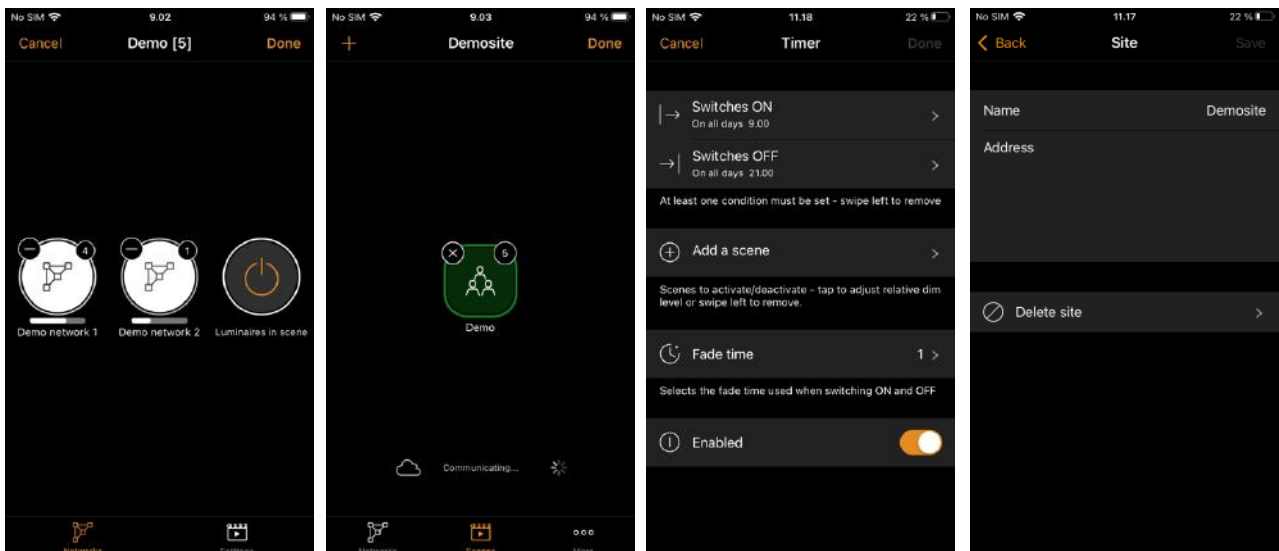 No SIM 9.02 94 %
Cancel Demo [5] Done
4
1
Demo network 1 Demo network 2 Luminaires in scene
Networks Settings
No SIM 9.03 94 %
+ Demosite Done
5
Demo
Communicating...
Networks Scenes More
No SIM 11.18 22 %
Cancel Timer Done
Switches ON
On all days 9.00
Switches OFF
On all days 21.00
At least one condition must be set - swipe left to remove
Add a scene
Scenes to activate/deactivate - tap to adjust relative dim
level or swipe left to remove.
Fade time 1
Selects the fade time used when switching ON and OFF
Enabled
No SIM 11.17 22 %
Back Site Save
Name Demosite
Address
Delete site